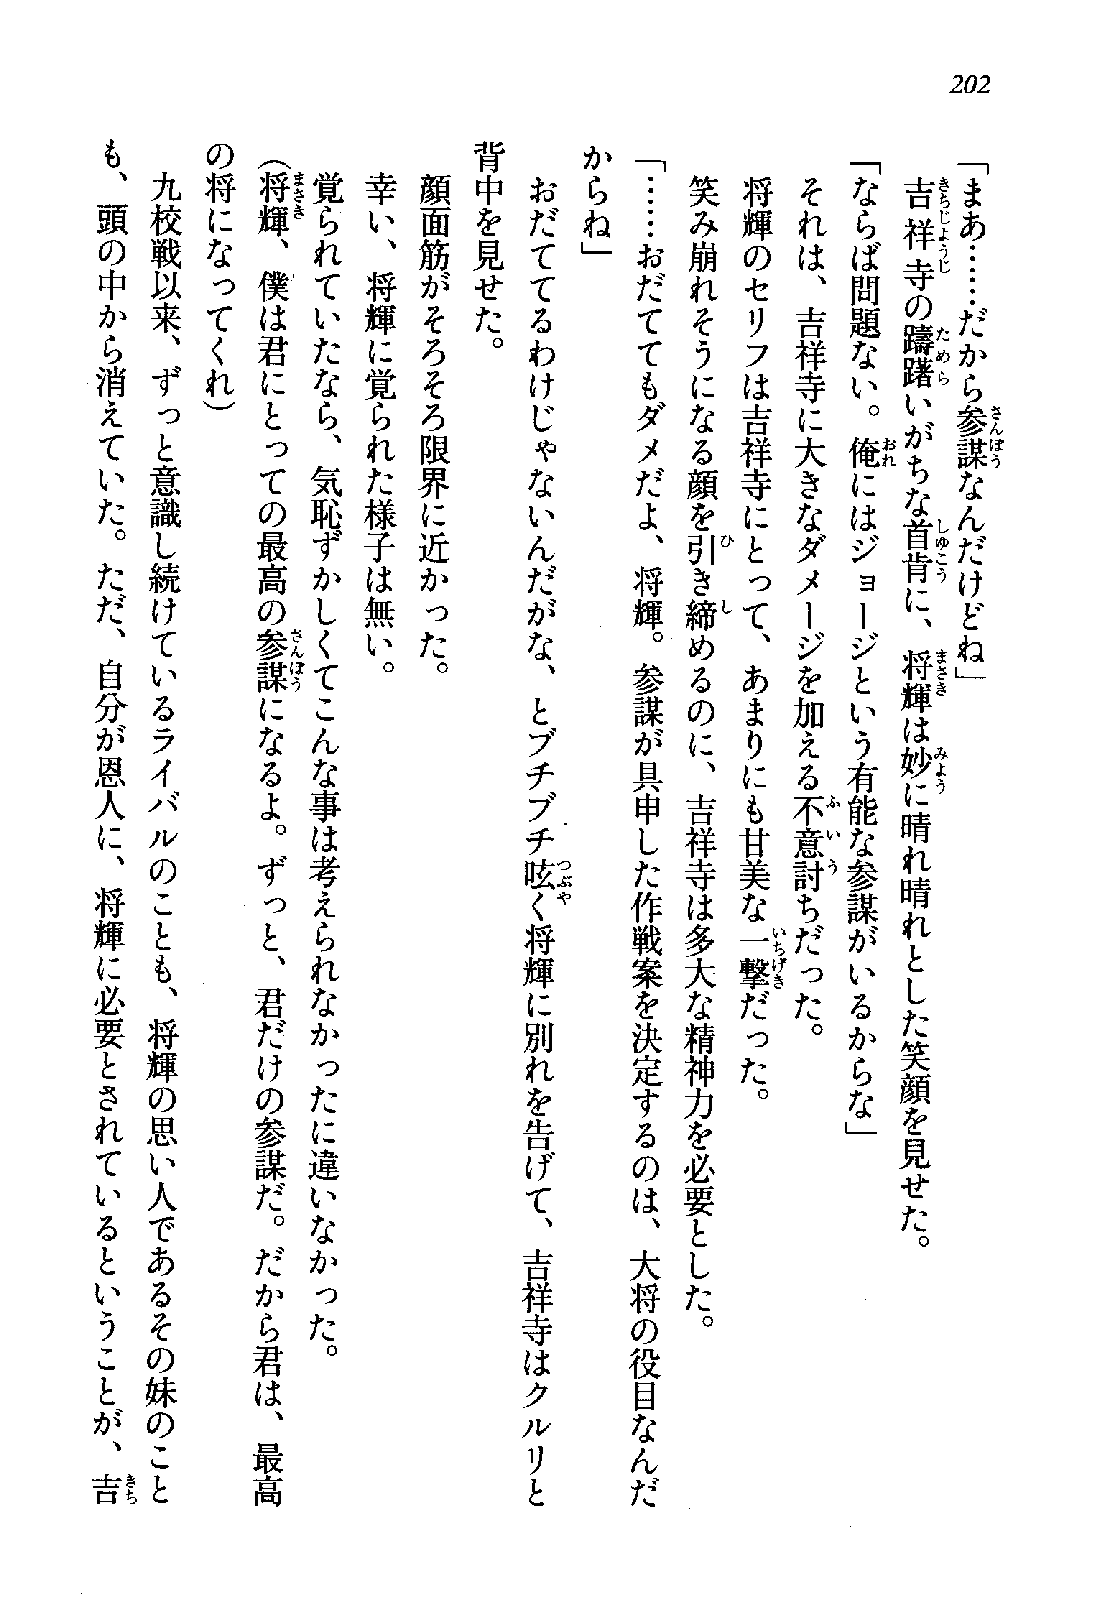 202
「まあ……だから参謀なんだけどね」
吉祥寺の躊躇いがちな首肯に、将輝は妙に晴れ晴れとした笑顔を見せた。
「ならば問題ない。俺にはジョージという有能な参謀がいるからな」
それは、吉祥寺に大きなダメージを加える不意討ちだった。
将輝のセリフは吉祥寺にとって、あまりにも甘美な一撃だった。
笑み崩れそうになる顔を引き締めるのに、吉祥寺は多大な精神力を必要とした。
「……おだててもダメだよ、将輝。参謀が具申した作戦案を決定するのは、大将の役目なんだ
からね」
おだててるわけじゃないんだがな、とブチブチ呟く将輝に別れを告げて、吉祥寺はクルリと
背中を見せた。
顔面筋がそろそろ限界に近かった。
幸い、将輝に覚られた様子は無い。
覚られていたなら、気恥ずかしくてこんな事は考えられなかったに違いなかった。
（将輝、僕は君にとっての最高の参謀になるよ。ずっと、君だけの参謀だ。だから君は、最高
の将になってくれ）
九校戦以来、ずっと意識し続けているライバルのことも、将輝の思い人であるその妹のこと
も、頭の中から消えていた。ただ、自分が恩人に、将輝に必要とされているということが、吉